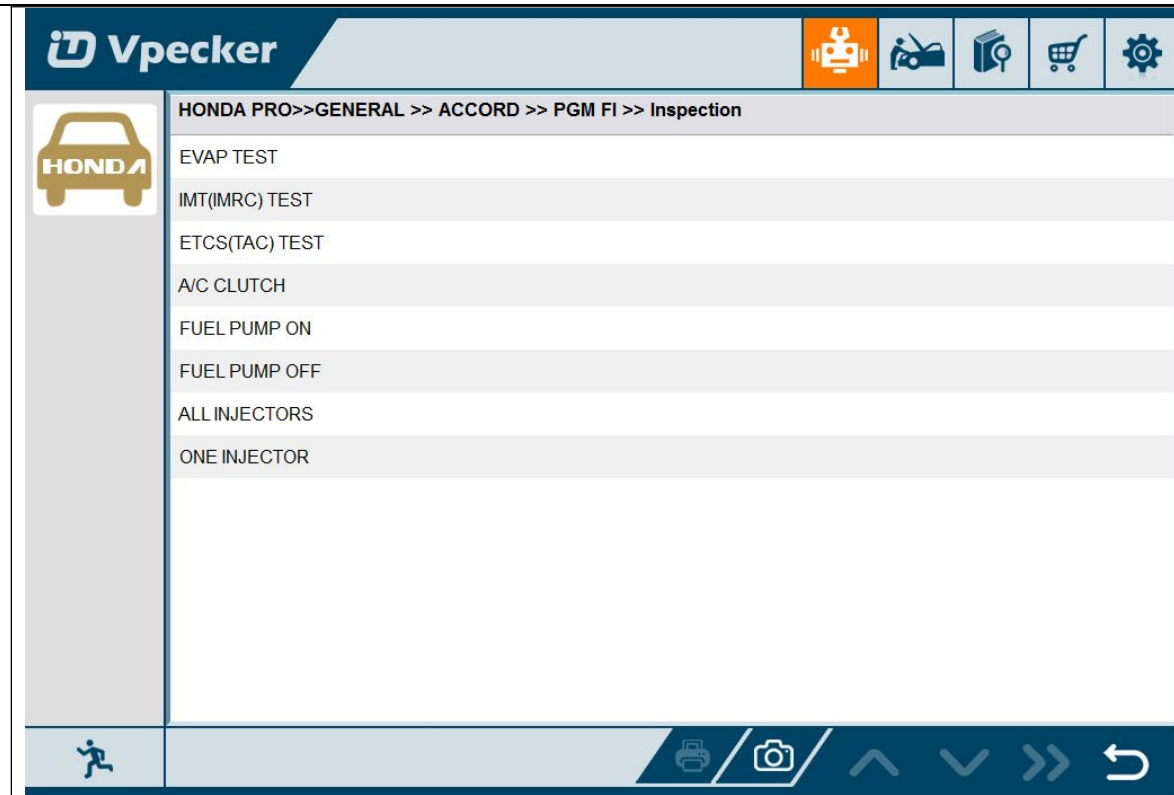 Vpecker
HONDA PRO>>GENERAL >> ACCORD >> PGM FI >> Inspection
HONDA
EVAP TEST
IMT(IMRC) TEST
ETCS(TAC) TEST
A/C CLUTCH
FUEL PUMP ON
FUEL PUMP OFF
ALL INJECTORS
ONE INJECTOR